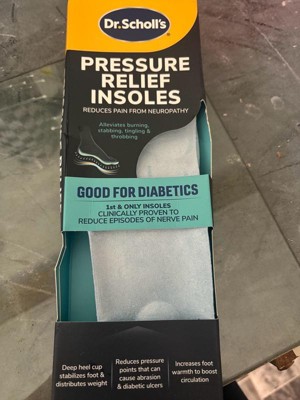 Dr.Scholl's®
PRESSURE
RELIEF
INSOLES
REDUCES PAIN FROM NEUROPATHY
Alleviates burning,
stabbing, tingling &
throbbing
GOOD FOR DIABETICS
1st & ONLY INSOLES
CLINICALLY PROVEN TO
REDUCE EPISODES OF NERVE PAIN
Deep heel cup
stabilizes foot &
distributes weight
Reduces pressure
points that can
cause abrasion
& diabetic ulcers
Increases foot
warmth to boost
circulation